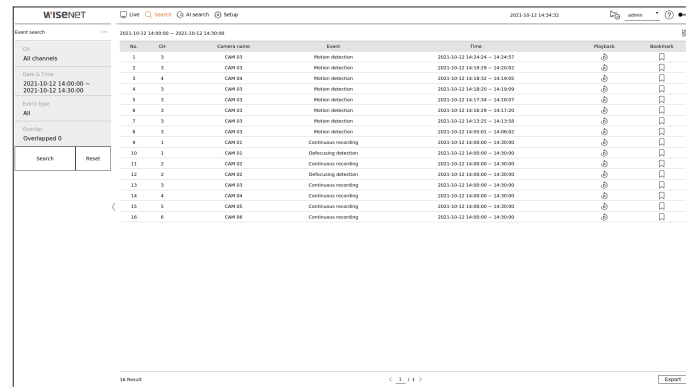 WISENET
Live Search AI search Setup 2021-10-12 14:34:32 admin
Event search ...
2021-10-12 14:00:00 ~ 2021-10-12 14:30:00
CH
All channels
Date & Time
2021-10-12 14:00:00 ~
2021-10-12 14:30:00
Event type
All
Overlap
Overlapped 0
Search Reset
No. CH Camera name Event Time Playback Bookmark
1 3 CAM 03 Motion detection 2021-10-12 14:24:24 ~ 14:24:57
2 3 CAM 03 Motion detection 2021-10-12 14:19:29 ~ 14:20:02
3 4 CAM 04 Motion detection 2021-10-12 14:18:32 ~ 14:19:05
4 3 CAM 03 Motion detection 2021-10-12 14:18:20 ~ 14:19:09
5 3 CAM 03 Motion detection 2021-10-12 14:17:34 ~ 14:18:07
6 3 CAM 03 Motion detection 2021-10-12 14:16:29 ~ 14:17:20
7 3 CAM 03 Motion detection 2021-10-12 14:13:25 ~ 14:13:58
8 3 CAM 03 Motion detection 2021-10-12 14:05:01 ~ 14:06:02
9 1 CAM 01 Continuous recording 2021-10-12 14:00:00 ~ 14:30:00
10 1 CAM 01 Defocusing detection 2021-10-12 14:00:00 ~ 14:30:00
11 2 CAM 02 Continuous recording 2021-10-12 14:00:00 ~ 14:30:00
12 2 CAM 02 Defocusing detection 2021-10-12 14:00:00 ~ 14:30:00
13 3 CAM 03 Continuous recording 2021-10-12 14:00:00 ~ 14:30:00
14 4 CAM 04 Continuous recording 2021-10-12 14:00:00 ~ 14:30:00
15 5 CAM 05 Continuous recording 2021-10-12 14:00:00 ~ 14:30:00
16 6 CAM 06 Continuous recording 2021-10-12 14:00:00 ~ 14:30:00
16 Result < 1 / 1 > Export